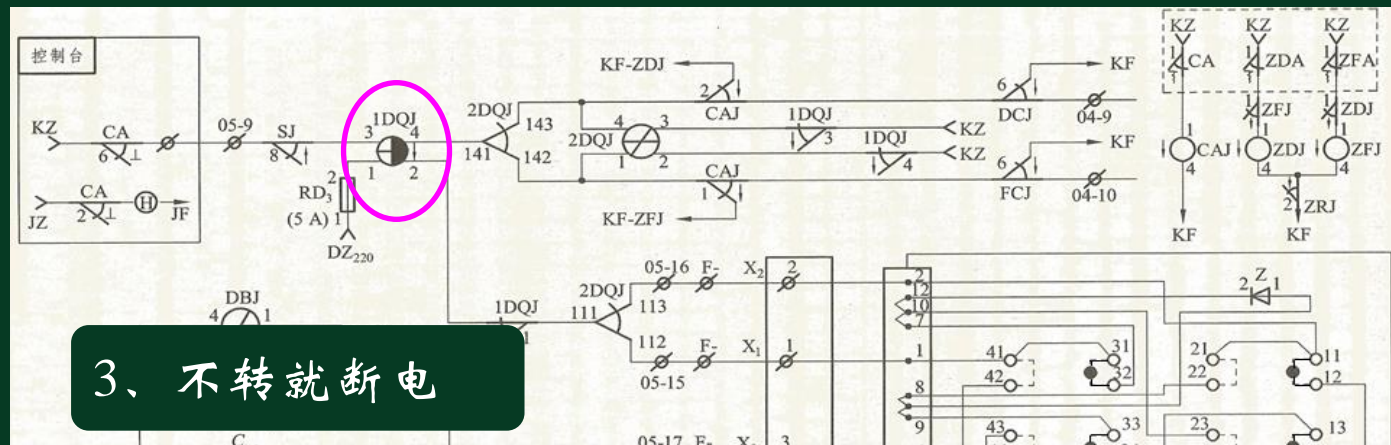 控制台
KZ
CA
6
05-9
SJ
8
1DQJ
3
4
1
2
2
RD3
(5 A)
1
DZ220
JZ
CA
2
H
JF
2DQJ
141
143
142
2DQJ
4
3
1
2
KF-ZDJ
2
CAJ
1DQJ
3
KZ
1DQJ
4
KZ
CAJ
1
KF-ZFJ
6
DCJ
KF
04-9
6
FCJ
KF
04-10
KZ
KZ
KZ
CA
ZDA
ZFA
1
ZFJ
1
ZDJ
1
CAJ
4
1
ZDJ
4
1
ZFJ
4
2
ZRJ
KF
KF
DBJ
4
1
1DQJ
1
2DQJ
111
113
112
05-16
F-
X2
2
05-15
F-
X1
1
05-17
F-
3
2
12
10
7
1
8
9
2
Z
1
41
31
42
32
21
11
22
12
43
33
23
13
3、不转就断电